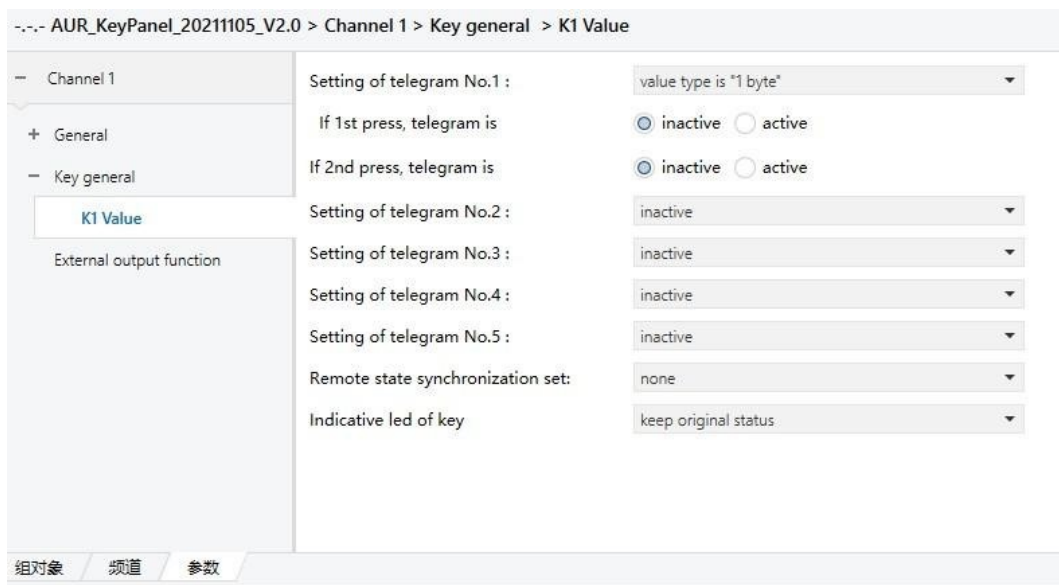 -.-.- AUR_KeyPanel_20211105_V2.0 > Channel 1 > Key general > K1 Value
− Channel 1
+ General
− Key general
K1 Value
External output function
Setting of telegram No.1 : value type is "1 byte"
If 1st press, telegram is inactive active
If 2nd press, telegram is inactive active
Setting of telegram No.2 : inactive
Setting of telegram No.3 : inactive
Setting of telegram No.4 : inactive
Setting of telegram No.5 : inactive
Remote state synchronization set: none
Indicative led of key keep original status
组对象 频道 参数